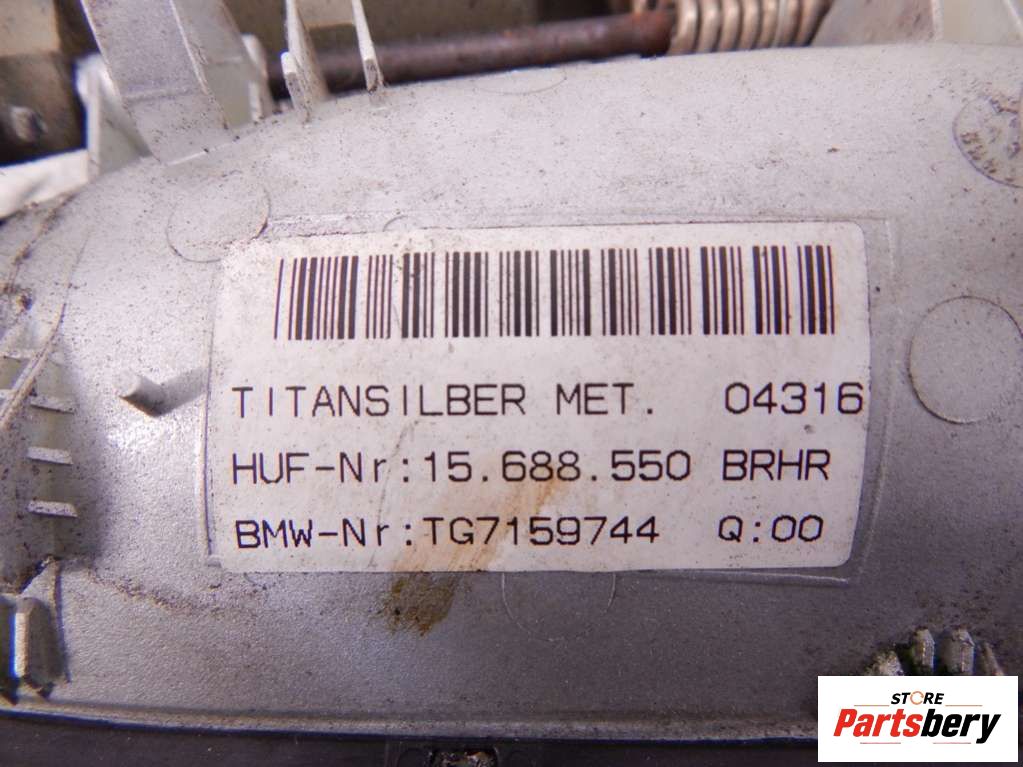 TITANSILBER MET. 04316
HUF-Nr:15.688.550 BRHR
BMW-Nr:TG7159744 Q:00
STORE
Partsbery